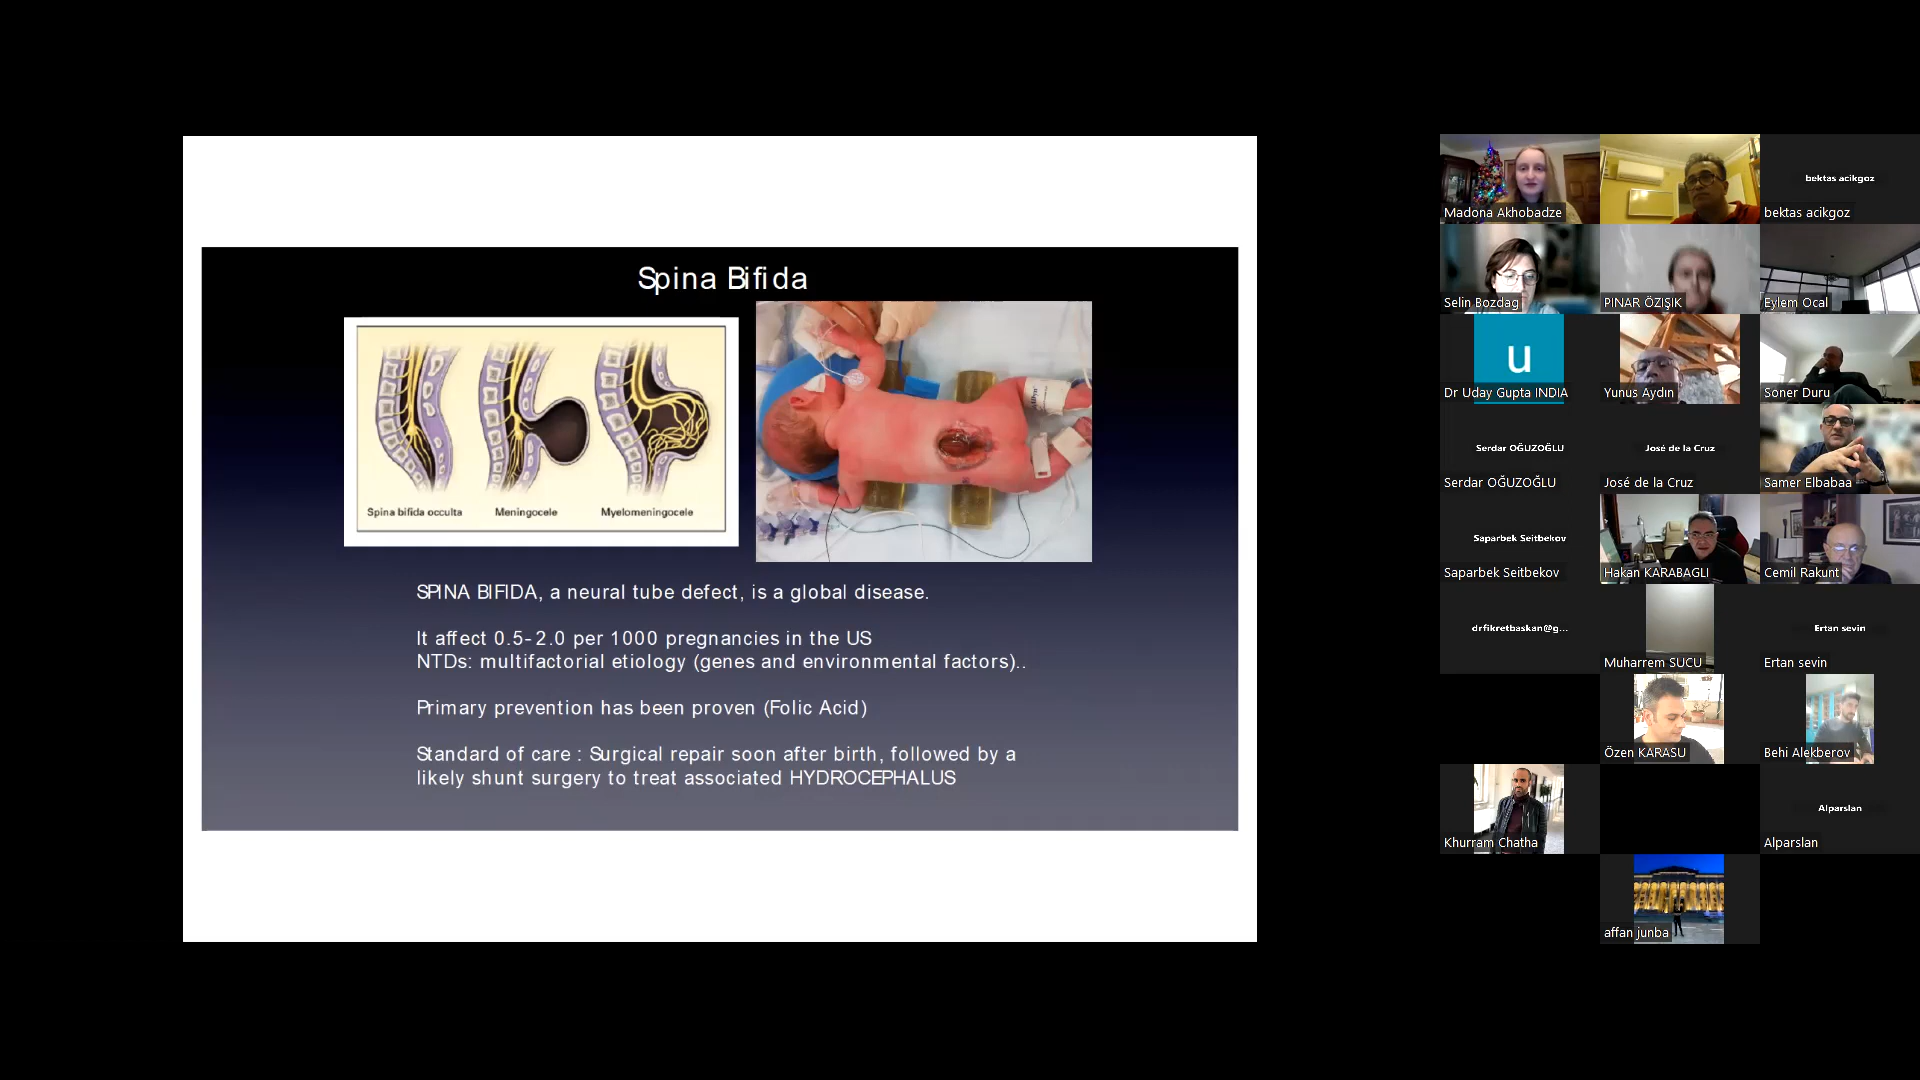 Spina Bifida
Spina bifida occulta
Meningocele
Myelomeningocele
SPINA BIFIDA, a neural tube defect, is a global disease.
It affect 0.5-2.0 per 1000 pregnancies in the US
NTDs: multifactorial etiology (genes and environmental factors)..
Primary prevention has been proven (Folic Acid)
Standard of care : Surgical repair soon after birth, followed by a
likely shunt surgery to treat associated HYDROCEPHALUS
Madona Akhobadze
bektas acikgoz
bektas acikgoz
Selin Bozdag
PINAR ÖZIŞIK
Eylem Ocal
u
Dr Uday Gupta INDIA
Yunus Aydın
Soner Duru
Serdar OĞUZOĞLU
Serdar OĞUZOĞLU
José de la Cruz
José de la Cruz
Samer Elbabaa
Saparbek Seitbekov
Saparbek Seitbekov
Hakan KARABAGLI
Cemil Rakunt
drfikretbaskan@g...
Muharrem SUCU
Ertan sevin
Ertan sevin
Özen KARASU
Behi Alekberov
Khurram Chatha
Alparslan
Alparslan
affan junba